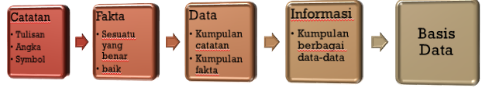 Catatan
• Tulisan
• Angka
• Symbol
Fakta
• Sesuatu
yang
benar
• baik
Data
• Kumpulan
catatan
• Kumpulan
fakta
Informasi
• Kumpulan
berbagai
data-data
Basis
Data